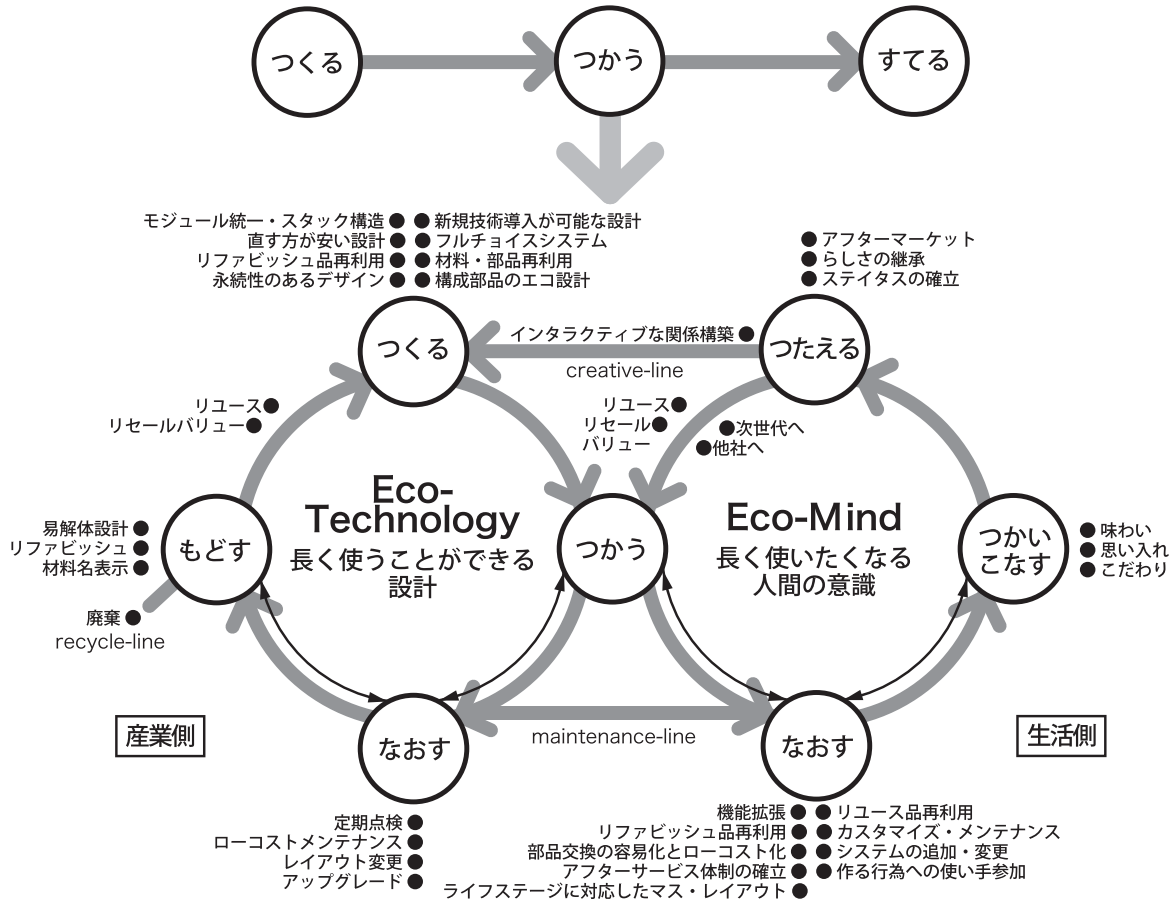 つくる
つかう
すてる
モジュール統一・スタック構造
直す方が安い設計
リファビッシュ品再利用
永続性のあるデザイン
新規技術導入が可能な設計
フルチョイスシステム
材料・部品再利用
構成部品のエコ設計
アフターマーケット
らしさの継承
ステイタスの確立
つくる
インタラクティブな関係構築
creative-line
つたえる
リユース
リセールバリュー
リユース
リセール
バリュー
次世代へ
他社へ
Eco-
Technology
長く使うことができる
設計
Eco-Mind
長く使いたくなる
人間の意識
もどす
つかう
つかい
こなす
易解体設計
リファビッシュ
材料名表示
味わい
思い入れ
こだわり
廃棄
recycle-line
産業側
生活側
なおす
maintenance-line
なおす
定期点検
ローコストメンテナンス
レイアウト変更
アップグレード
機能拡張
リファビッシュ品再利用
部品交換の容易化とローコスト化
アフターサービス体制の確立
ライフステージに対応したマス・レイアウト
リユース品再利用
カスタマイズ・メンテナンス
システムの追加・変更
作る行為への使い手参加